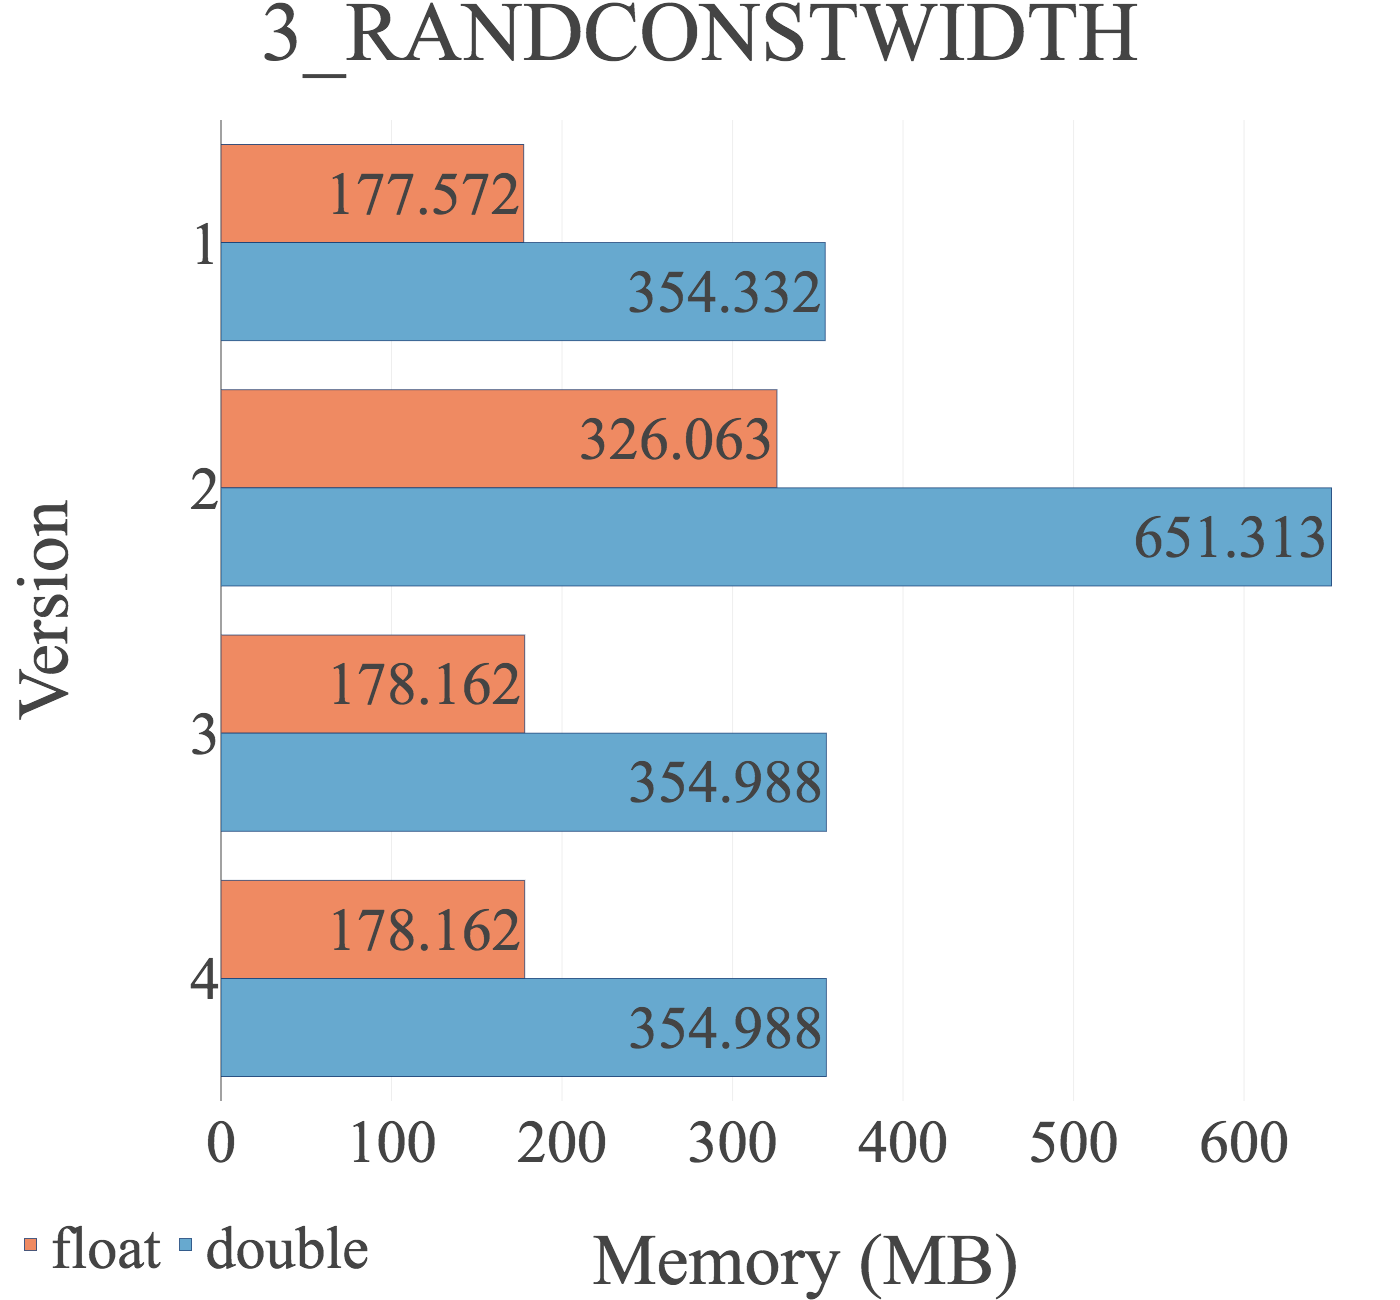 3_RANDCONSTWIDTH
Version
1
177.572
354.332
2
326.063
651.313
3
178.162
354.988
4
178.162
354.988
0 100 200 300 400 500 600
float double
Memory (MB)